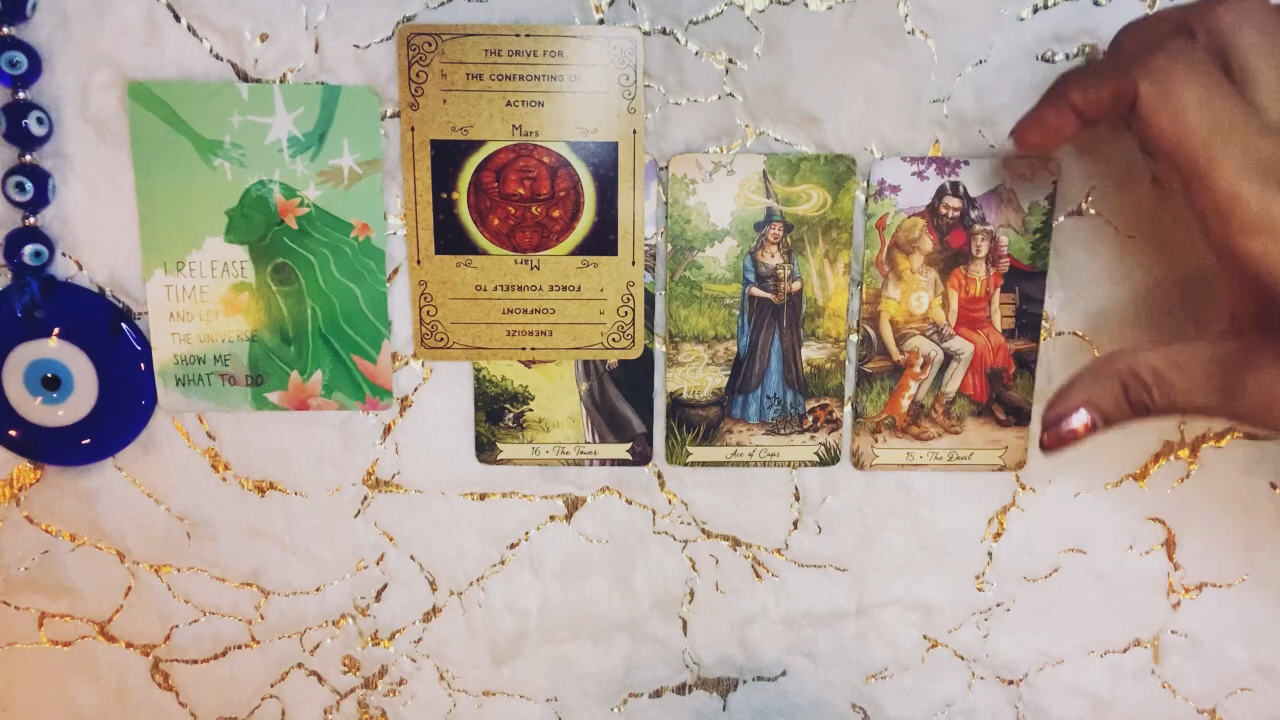 I RELEASE
TIME
AND LET
THE UNIVERSE
SHOW ME
WHAT TO DO
THE DRIVE FOR
THE CONFRONTING OF
ACTION
Mars
Mars
FORCE YOURSELF TO
CONFRONT
ENERGIZE
16 • The Tower
Ace of Cups
15 • The Devil